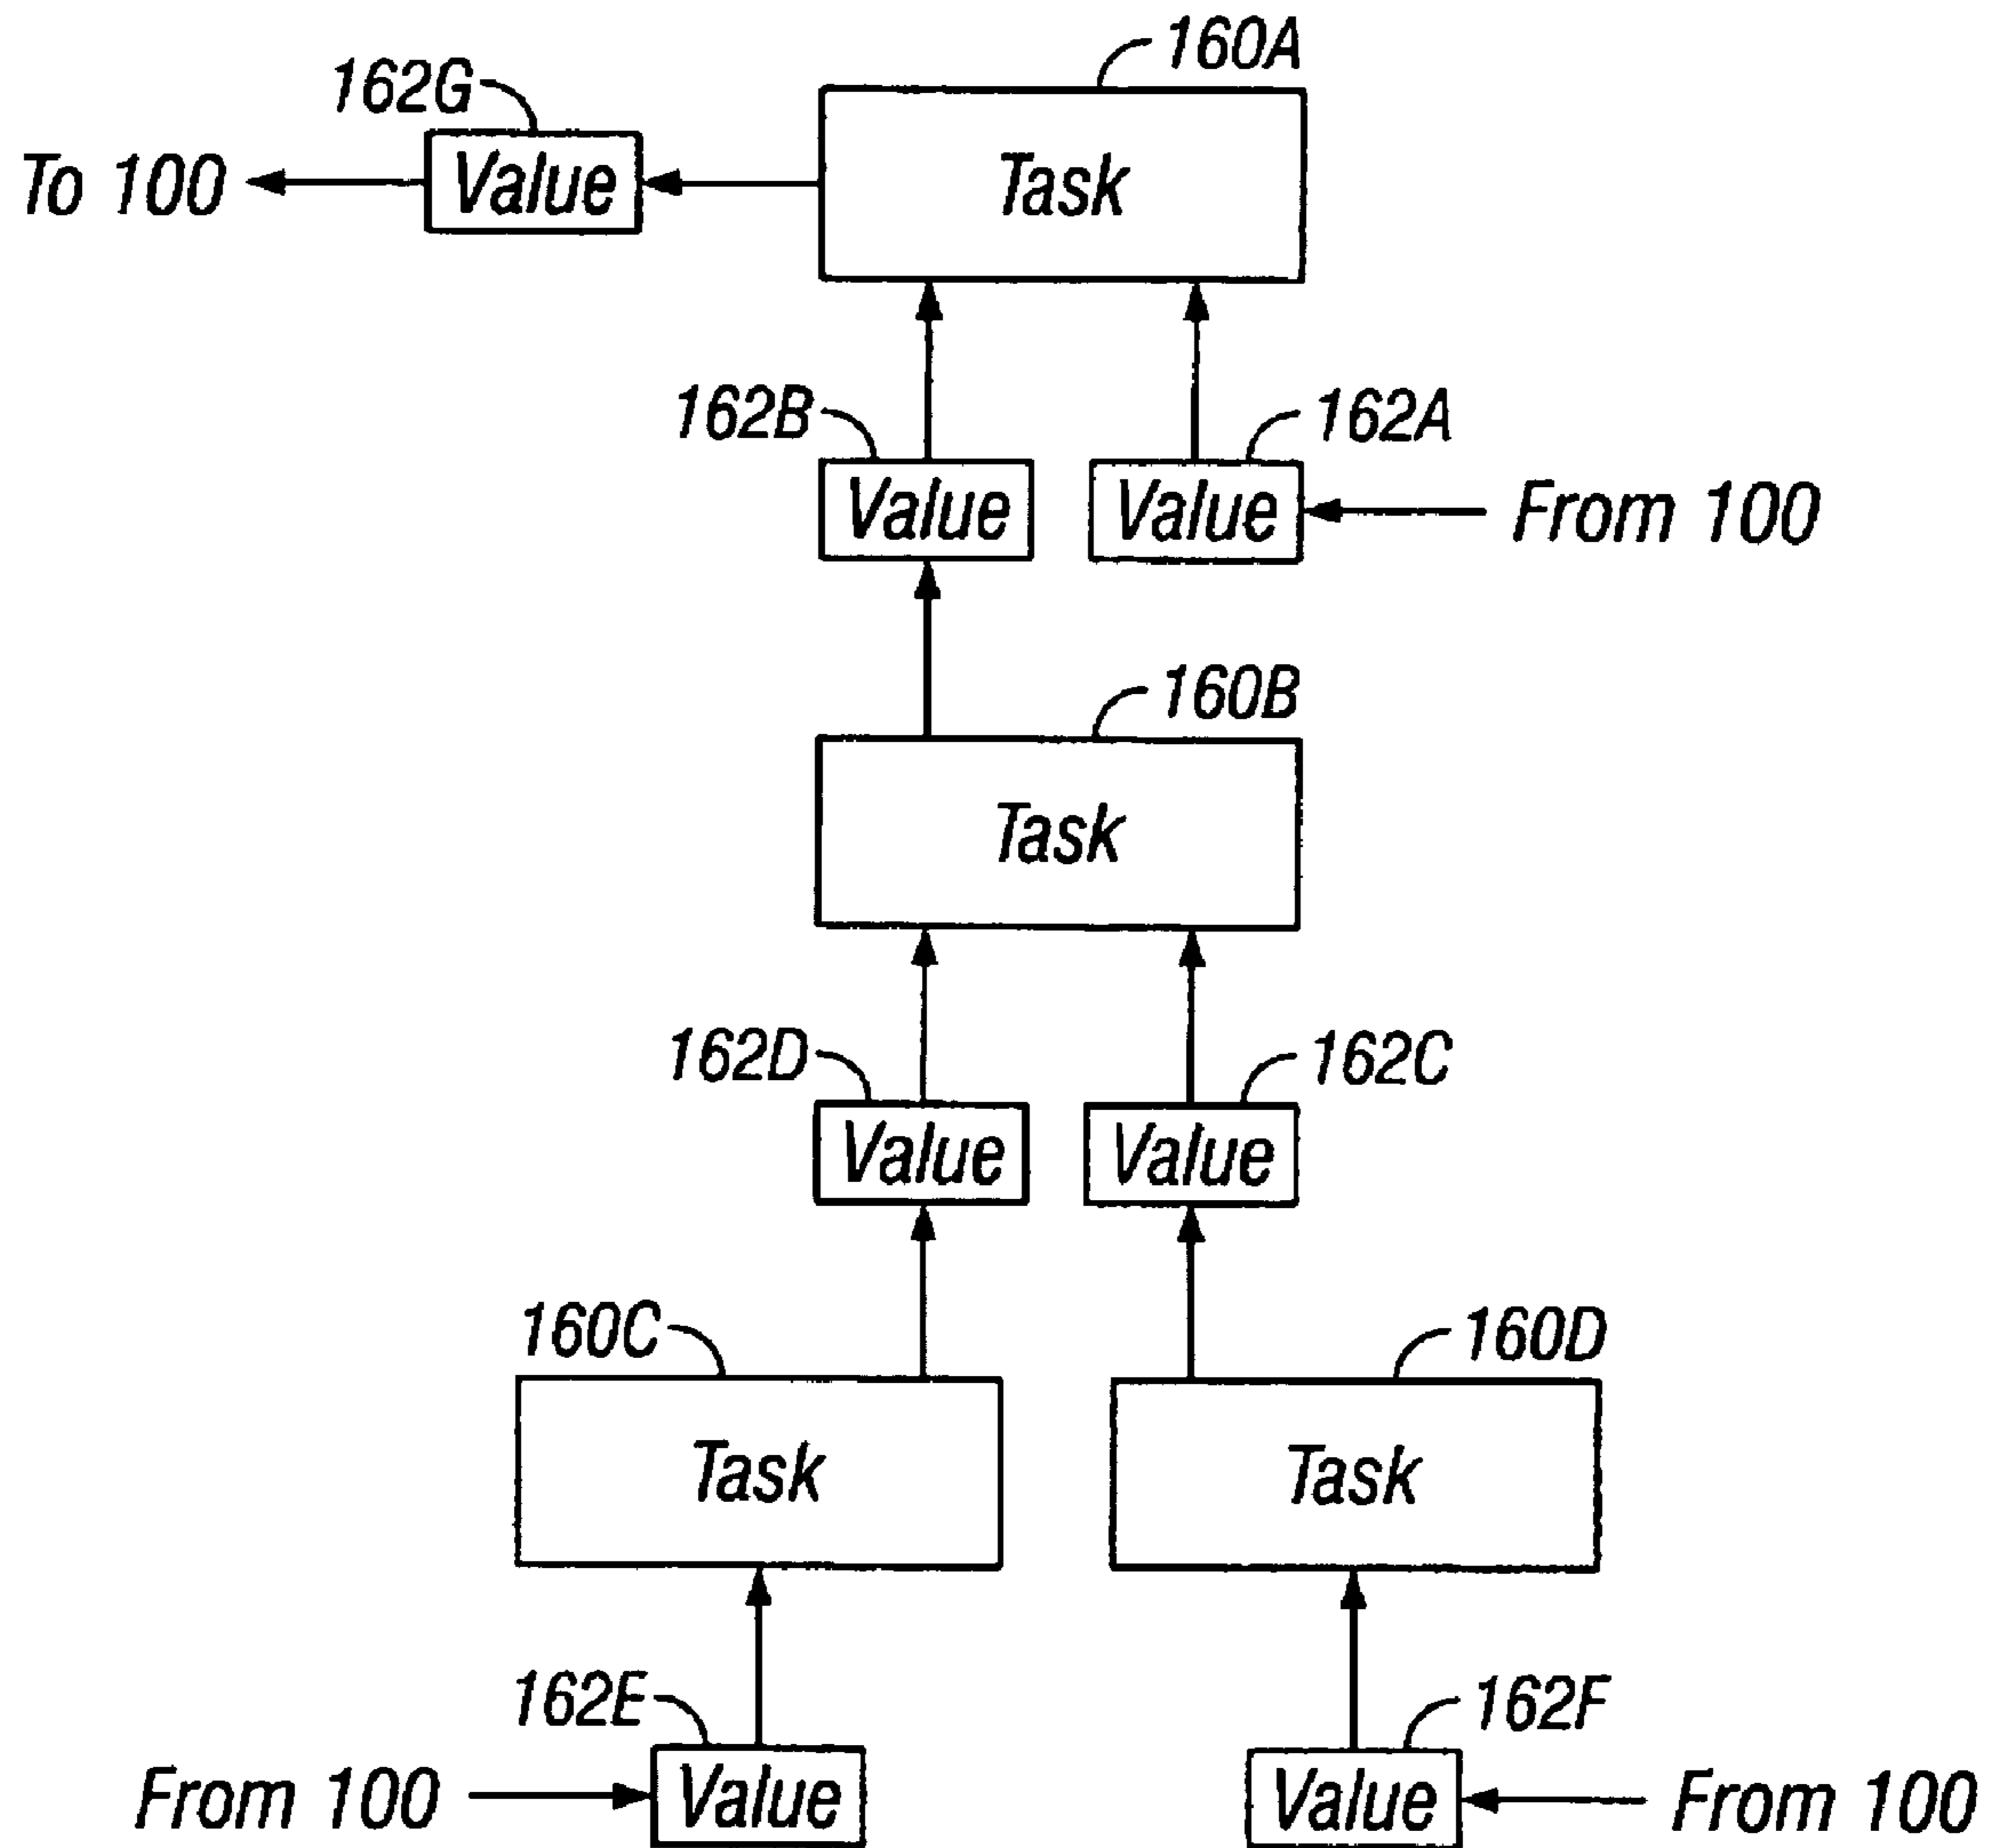 160A
162G
To 100
Value
Task
162B
162A
Value
Value
From 100
160B
Task
162D
162C
Value
Value
160C
160D
Task
Task
162E
162F
From 100
Value
Value
From 100